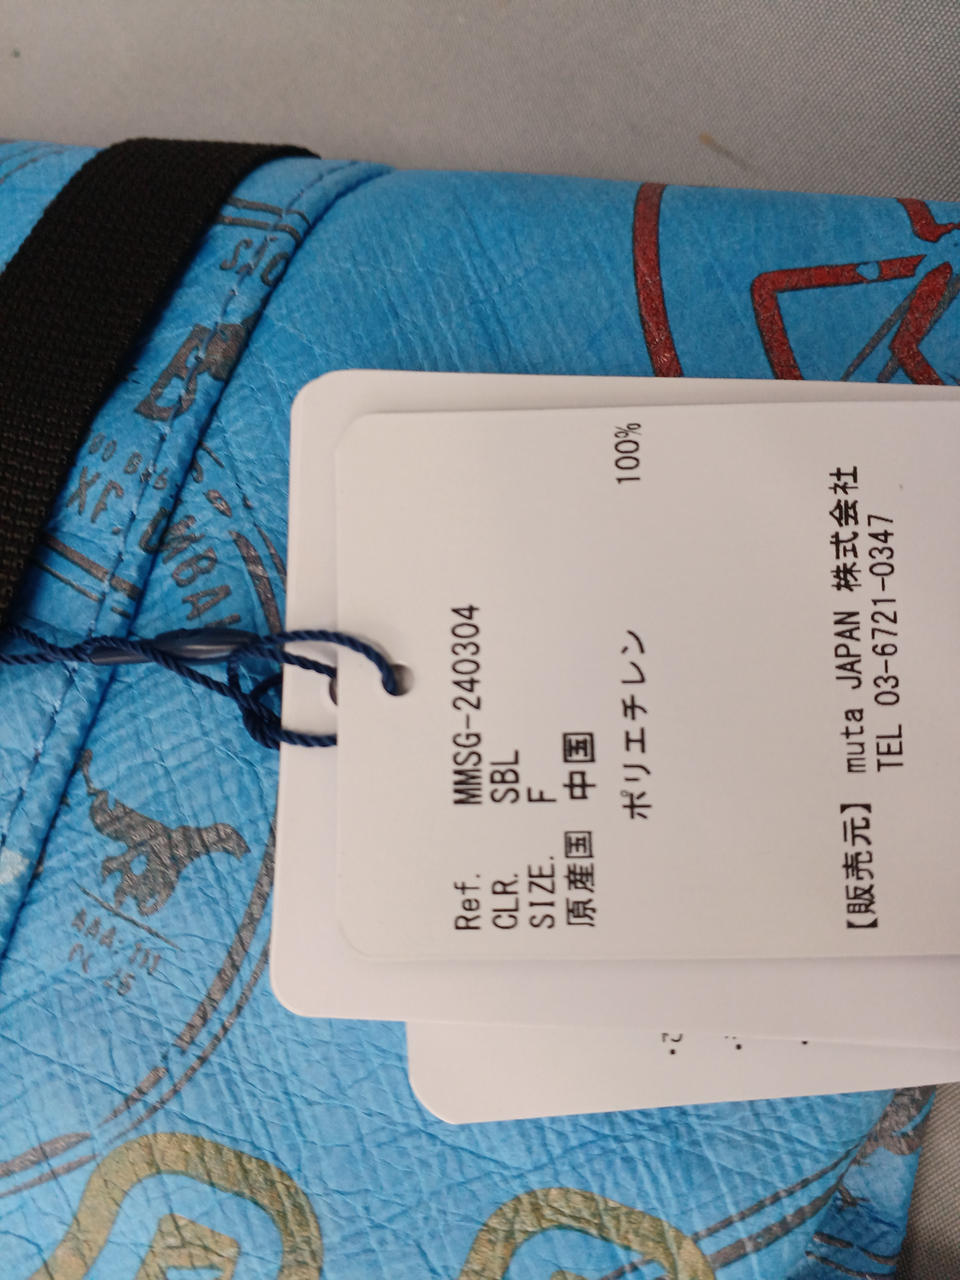 Ref. MMSG-240304
CLR. SBL
SIZE. F
原産国 中国
ポリエチレン 100%
【販売元】 muta JAPAN 株式会社
TEL 03-6721-0347